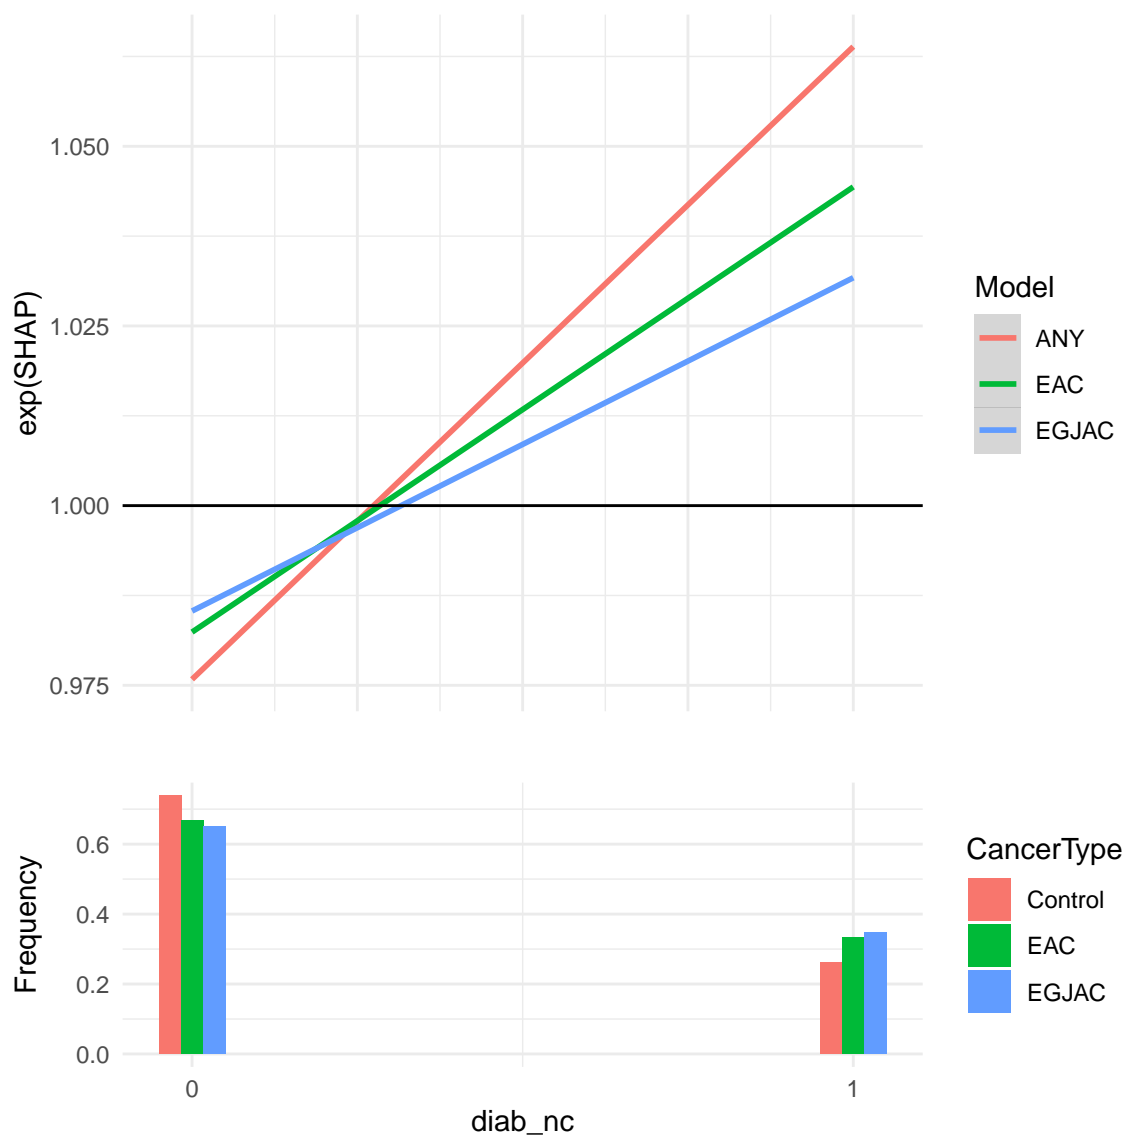 exp(SHAP)
1.050
1.025
1.000
0.975
Model
ANY
EAC
EGJAC
Frequency
0.6
0.4
0.2
0.0
0
1
diab_nc
CancerType
Control
EAC
EGJAC